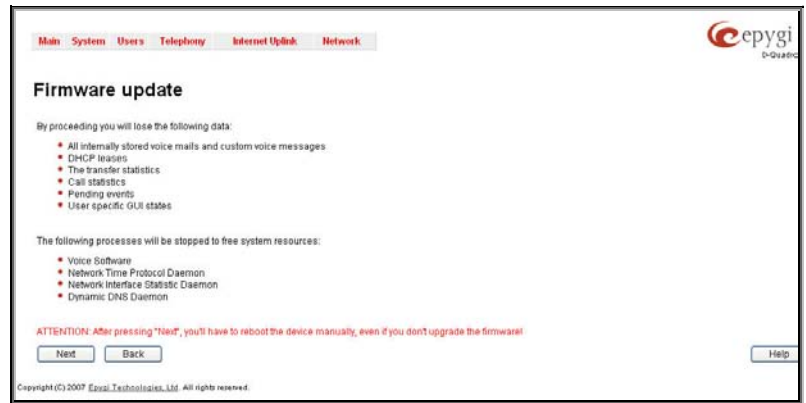 Main System Users Telephony Internet Uplink Network
epygi
D-Quadro
Firmware update
By proceeding you will lose the following data:
All internally stored voice mails and custom voice messages
DHCP leases
The transfer statistics
Call statistics
Pending events
User specific GUI states
The following processes will be stopped to free system resources:
Voice Software
Network Time Protocol Daemon
Network Interface Statistic Daemon
Dynamic DNS Daemon
ATTENTION: After pressing "Next", you'll have to reboot the device manually, even if you don't upgrade the firmware!
Next Back Help
Copyright (C) 2007 Epygi Technologies, Ltd. All rights reserved.